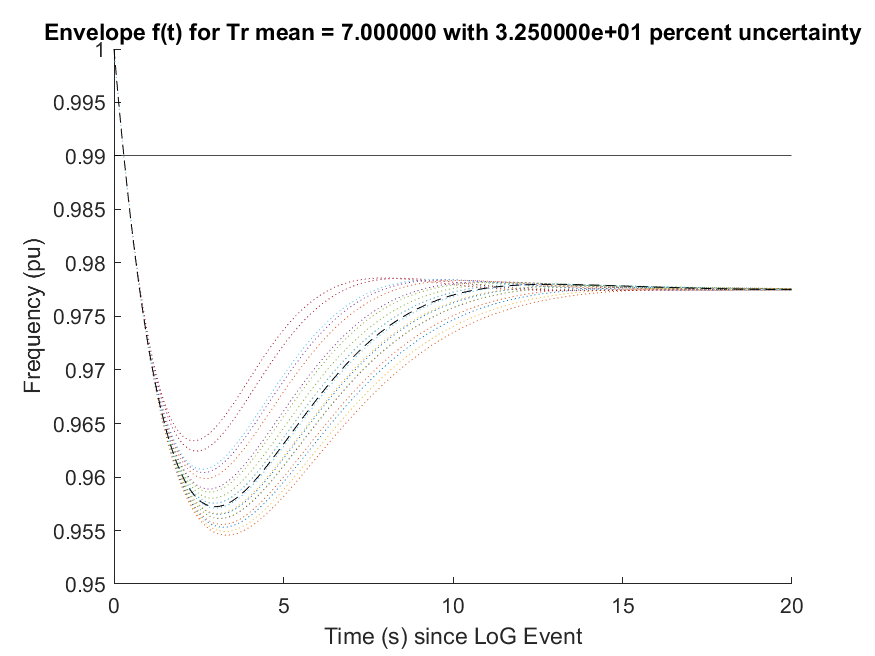 Envelope f(t) for Tr mean = 7.000000 with 3.250000e+01 percent uncertainty
1
0.995
0.99
0.985
0.98
0.975
0.97
0.965
0.96
0.955
0.95
Frequency (pu)
0 5 10 15 20
Time (s) since LoG Event